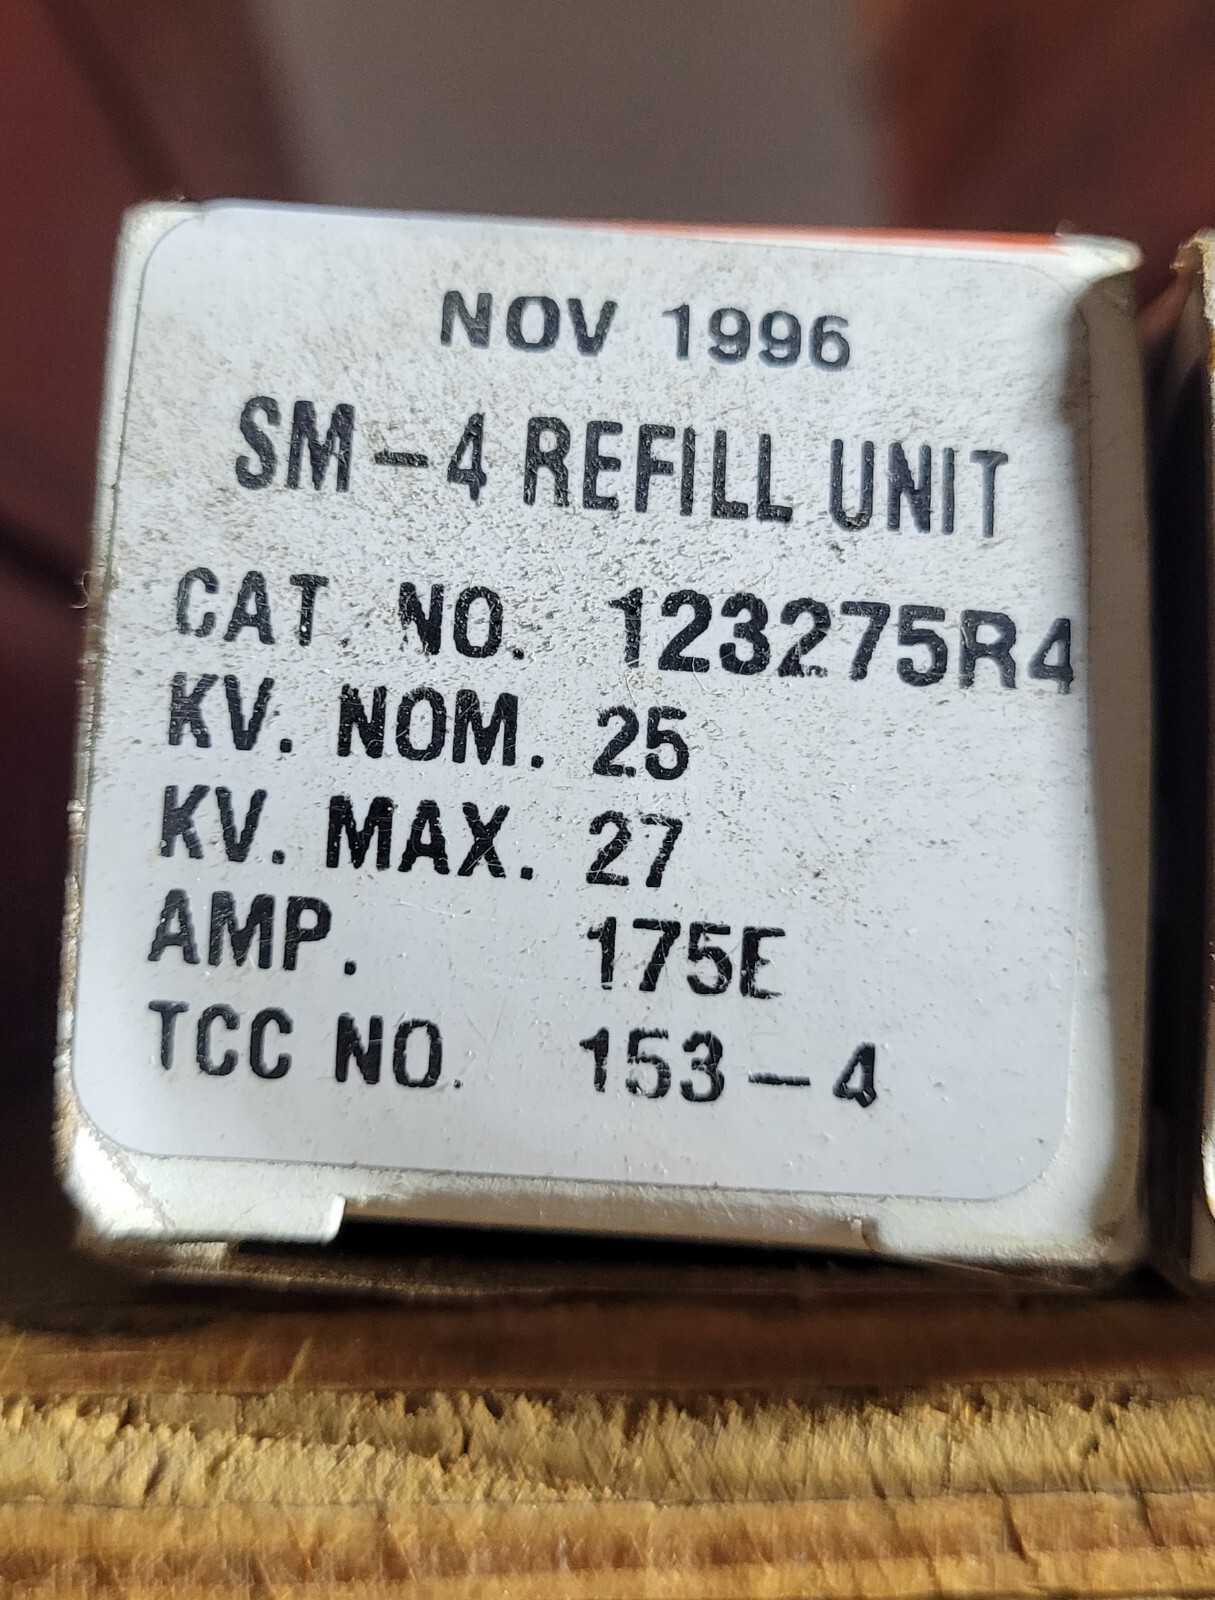 NOV 1996
SM-4 REFILL UNIT
CAT. NO. 123275R4
KV. NOM. 25
KV. MAX. 27
AMP. 175E
TCC NO. 153-4